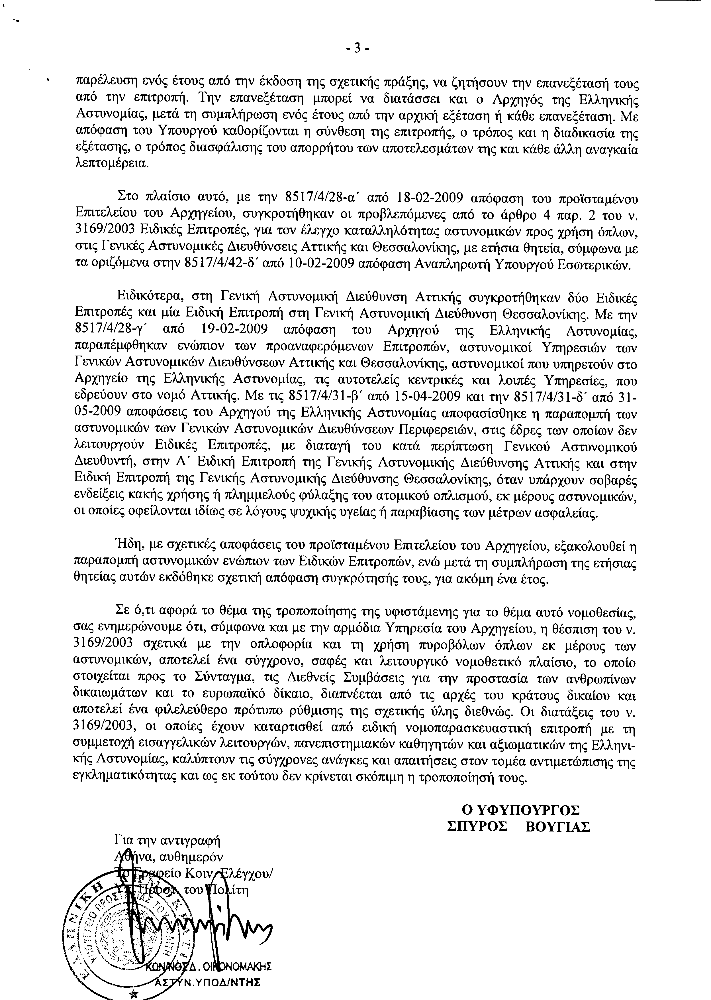 - 3 -
παρέλευση ενός έτους από την έκδοση της σχετικής πράξης, να ζητήσουν την επανεξέτασή τους
από την επιτροπή. Την επανεξέταση μπορεί να διατάσσει και ο Αρχηγός της Ελληνικής
Αστυνομίας, μετά τη συμπλήρωση ενός έτους από την αρχική εξέταση ή κάθε επανεξέταση. Με
απόφαση του Υπουργού καθορίζονται η σύνθεση της επιτροπής, ο τρόπος και η διαδικασία της
εξέτασης, ο τρόπος διασφάλισης του απορρήτου των αποτελεσμάτων της και κάθε άλλη αναγκαία
λεπτομέρεια.
Στο πλαίσιο αυτό, με την 8517/4/28-α΄ από 18-02-2009 απόφαση του προϊσταμένου
Επιτελείου του Αρχηγείου, συγκροτήθηκαν οι προβλεπόμενες από το άρθρο 4 παρ. 2 του ν.
3169/2003 Ειδικές Επιτροπές, για τον έλεγχο καταλληλότητας αστυνομικών προς χρήση όπλων,
στις Γενικές Αστυνομικές Διευθύνσεις Αττικής και Θεσσαλονίκης, με ετήσια θητεία, σύμφωνα με
τα οριζόμενα στην 8517/4/42-δ΄ από 10-02-2009 απόφαση Αναπληρωτή Υπουργού Εσωτερικών.
Ειδικότερα, στη Γενική Αστυνομική Διεύθυνση Αττικής συγκροτήθηκαν δύο Ειδικές
Επιτροπές και μία Ειδική Επιτροπή στη Γενική Αστυνομική Διεύθυνση Θεσσαλονίκης. Με την
8517/4/28-γ΄ από 19-02-2009 απόφαση του Αρχηγού της Ελληνικής Αστυνομίας,
παραπέμφθηκαν ενώπιον των προαναφερόμενων Επιτροπών, αστυνομικοί Υπηρεσιών των
Γενικών Αστυνομικών Διευθύνσεων Αττικής και Θεσσαλονίκης, αστυνομικοί που υπηρετούν στο
Αρχηγείο της Ελληνικής Αστυνομίας, τις αυτοτελείς κεντρικές και λοιπές Υπηρεσίες, που
εδρεύουν στο νομό Αττικής. Με τις 8517/4/31-β΄ από 15-04-2009 και την 8517/4/31-δ΄ από 31-
05-2009 αποφάσεις του Αρχηγού της Ελληνικής Αστυνομίας αποφασίσθηκε η παραπομπή των
αστυνομικών των Γενικών Αστυνομικών Διευθύνσεων Περιφερειών, στις έδρες των οποίων δεν
λειτουργούν Ειδικές Επιτροπές, με διαταγή του κατά περίπτωση Γενικού Αστυνομικού
Διευθυντή, στην Α΄ Ειδική Επιτροπή της Γενικής Αστυνομικής Διεύθυνσης Αττικής και στην
Ειδική Επιτροπή της Γενικής Αστυνομικής Διεύθυνσης Θεσσαλονίκης, όταν υπάρχουν σοβαρές
ενδείξεις κακής χρήσης ή πλημμελούς φύλαξης του ατομικού οπλισμού, εκ μέρους αστυνομικών,
οι οποίες οφείλονται ιδίως σε λόγους ψυχικής υγείας ή παραβίασης των μέτρων ασφαλείας.
Ήδη, με σχετικές αποφάσεις του προϊσταμένου Επιτελείου του Αρχηγείου, εξακολουθεί η
παραπομπή αστυνομικών ενώπιον των Ειδικών Επιτροπών, ενώ μετά τη συμπλήρωση της ετήσιας
θητείας αυτών εκδόθηκε σχετική απόφαση συγκρότησής τους, για ακόμη ένα έτος.
Σε ό,τι αφορά το θέμα της τροποποίησης της υφιστάμενης για το θέμα αυτό νομοθεσίας,
σας ενημερώνουμε ότι, σύμφωνα και με την αρμόδια Υπηρεσία του Αρχηγείου, η θέσπιση του ν.
3169/2003 σχετικά με την οπλοφορία και τη χρήση πυροβόλων όπλων εκ μέρους των
αστυνομικών, αποτελεί ένα σύγχρονο, σαφές και λειτουργικό νομοθετικό πλαίσιο, το οποίο
στοιχείται προς το Σύνταγμα, τις Διεθνείς Συμβάσεις για την προστασία των ανθρωπίνων
δικαιωμάτων και το ευρωπαϊκό δίκαιο, διαπνέεται από τις αρχές του κράτους δικαίου και
αποτελεί ένα φιλελεύθερο πρότυπο ρύθμισης της σχετικής ύλης διεθνώς. Οι διατάξεις του ν.
3169/2003, οι οποίες έχουν καταρτισθεί από ειδική νομοπαρασκευαστική επιτροπή με τη
συμμετοχή εισαγγελικών λειτουργών, πανεπιστημιακών καθηγητών και αξιωματικών της Ελληνι-
κής Αστυνομίας, καλύπτουν τις σύγχρονες ανάγκες και απαιτήσεις στον τομέα αντιμετώπισης της
εγκληματικότητας και ως εκ τούτου δεν κρίνεται σκόπιμη η τροποποίησή τους.
Ο ΥΦΥΠΟΥΡΓΟΣ
ΣΠΥΡΟΣ ΒΟΥΓΙΑΣ
Για την αντιγραφή
Αθήνα, αυθημερόν
Το Γραφείο Κοιν. Ελέγχου/
Υπ. Προστ. του Πολίτη
ΕΛΛΗΝΙΚΗ ΔΗΜΟΚΡΑΤΙΑ
ΥΠΟΥΡΓΕΙΟ ΠΡΟΣΤΑΣΙΑΣ ΤΟΥ ΠΟΛΙΤΗ
ΚΩΝ/ΝΟΣ Δ. ΟΙΚΟΝΟΜΑΚΗΣ
ΑΣΤΥΝ.ΥΠΟΔ/ΝΤΗΣ